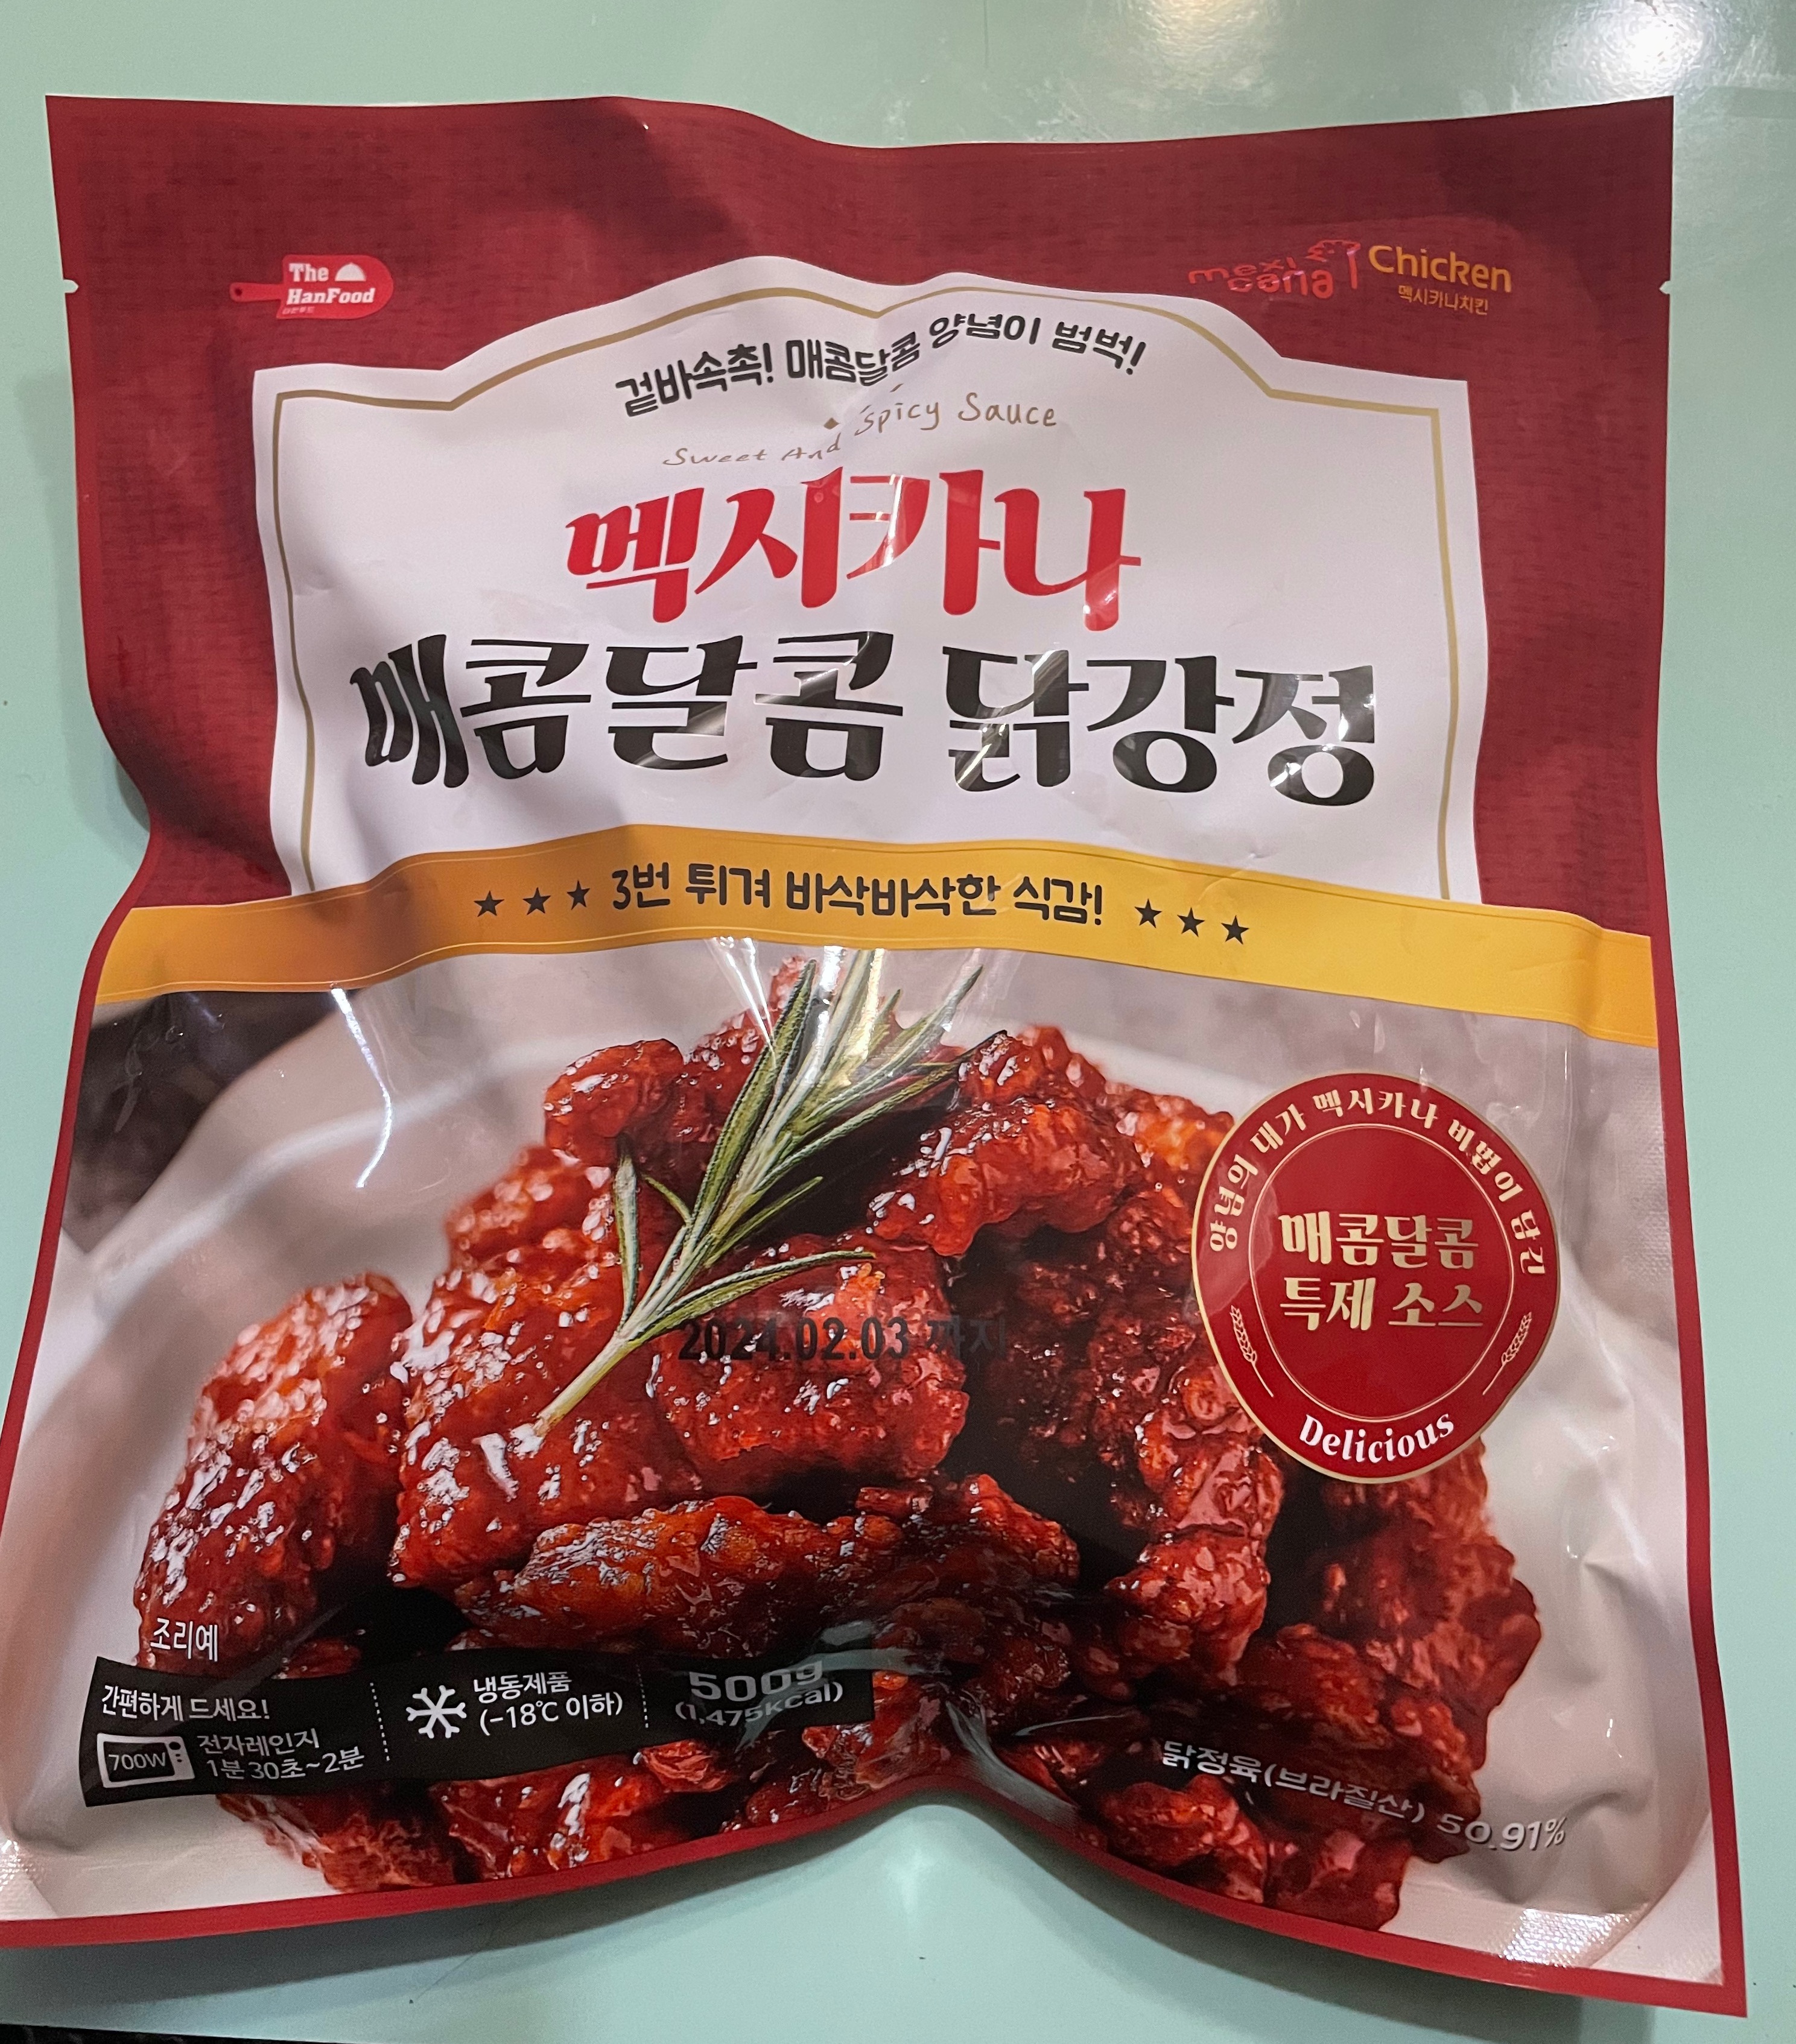 The
HanFood
더한푸드
mexi
cana
Chicken
멕시카나치킨
겉바속촉! 매콤달콤 양념이 범벅!
Sweet And Spicy Sauce
멕시카나
매콤달콤 닭강정
★ ★ ★ 3번 튀겨 바삭바삭한 식감! ★ ★ ★
양념의 대가 멕시카나 비법이 담긴
매콤달콤
특제 소스
Delicious
2024.02.03 까지
조리예
간편하게 드세요!
700W
전자레인지
1분30초~2분
냉동제품
(-18℃ 이하)
500g
(1,475kcal)
닭정육(브라질산) 50.91%